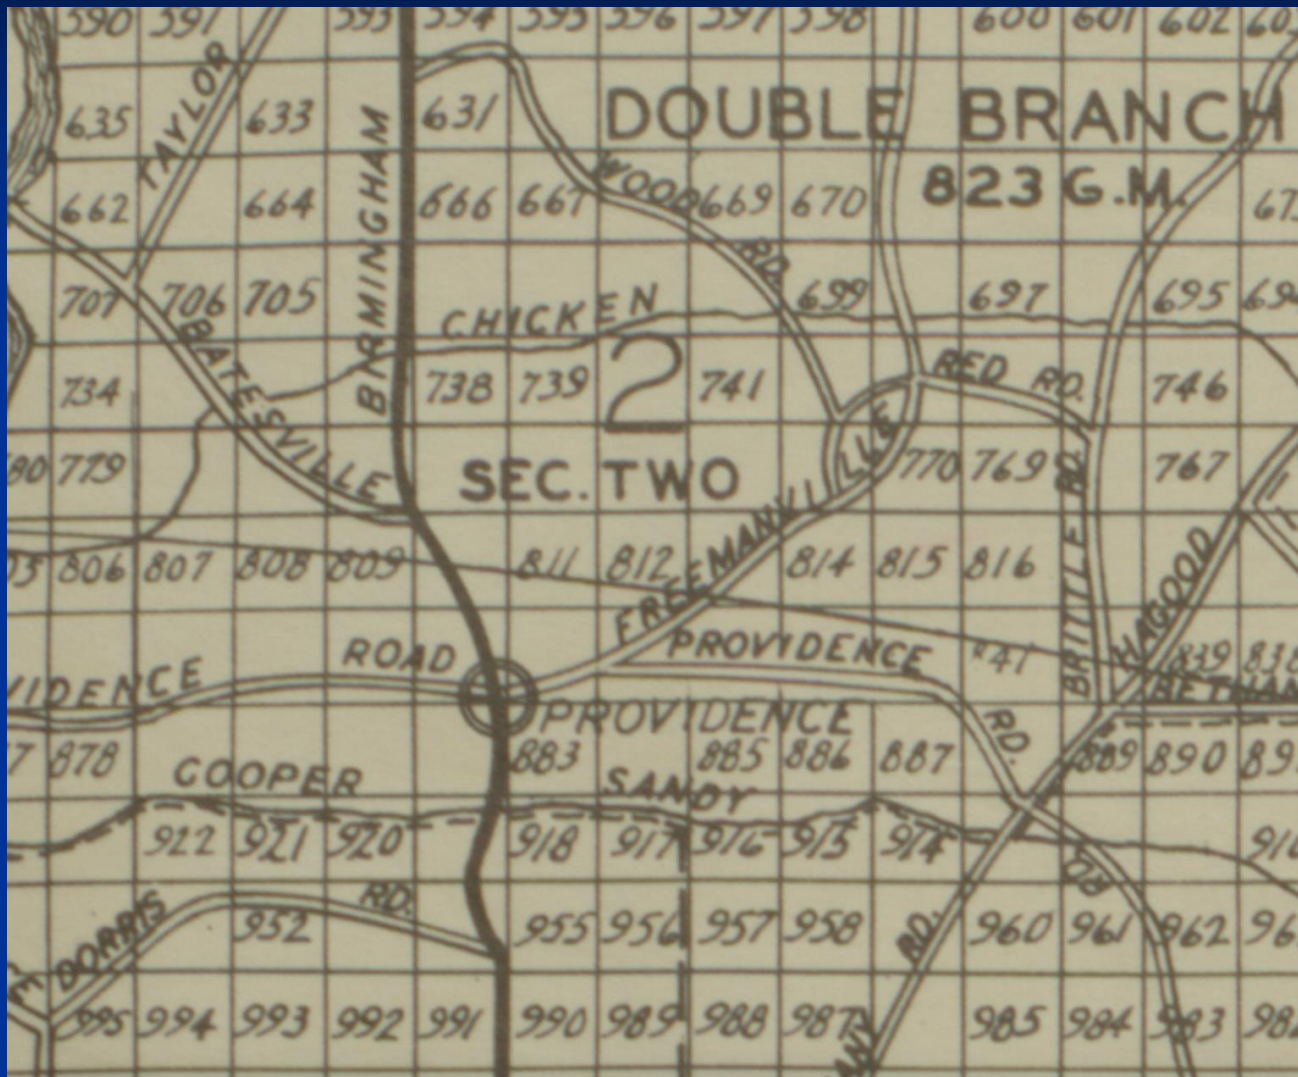 590 591 593 594 595 596 597 598 600 601 602
635 TAYLOR 633 BIRMINGHAM 631 DOUBLE BRANCH
823 G.M.
662 664 666 667 WOOD RD. 669 670
707 706 705 CHICKEN 699 697 695
734 BATESVILLE 738 739 2 741 RED RD. 746
780 779 SEC. TWO FREEMANVILLE 770 769 BRITTLE RD. 767
806 807 808 809 811 812 814 815 816 HAGOOD
VIDENCE ROAD PROVIDENCE RD. 841 839 838
PROVIDENCE
878 883 885 886 887 889 890
COOPER SANDY
922 921 920 918 917 916 915 914
DORRIS RD. 952 955 956 957 958 RD. 960 961 RD 962
995 994 993 992 991 990 989 988 987 985 984 983